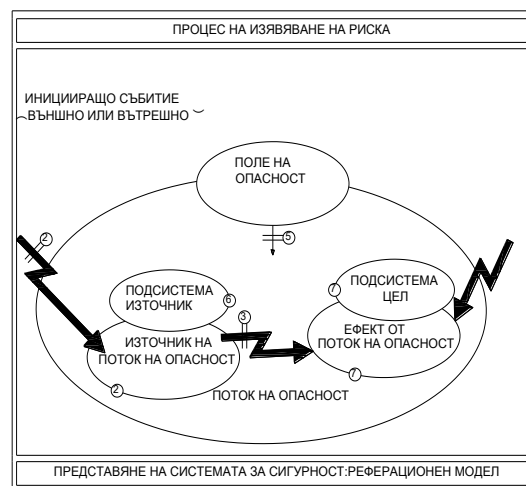 ПРОЦЕС НА ИЗЯВЯВАНЕ НА РИСКА
ИНИЦИИРАЩО СЪБИТИЕ
ВЪНШНО ИЛИ ВЪТРЕШНО
ПОЛЕ НА
ОПАСНОСТ
2
5
ПОДСИСТЕМА
ИЗТОЧНИК
6
7
ПОДСИСТЕМА
ЦЕЛ
3
ИЗТОЧНИК НА
ПОТОК НА ОПАСНОСТ
ЕФЕКТ ОТ
ПОТОК НА ОПАСНОСТ
2
7
ПОТОК НА ОПАСНОСТ
ПРЕДСТАВЯНЕ НА СИСТЕМАТА ЗА СИГУРНОСТ:РЕФЕРАЦИОНЕН МОДЕЛ